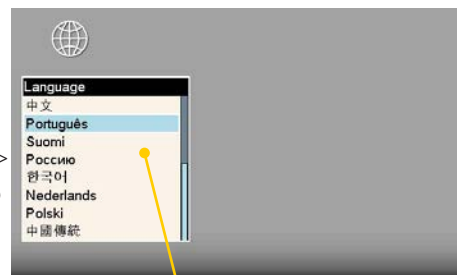 Language
中文
Português
Suomi
Россию
한국어
Nederlands
Polski
中國傳統